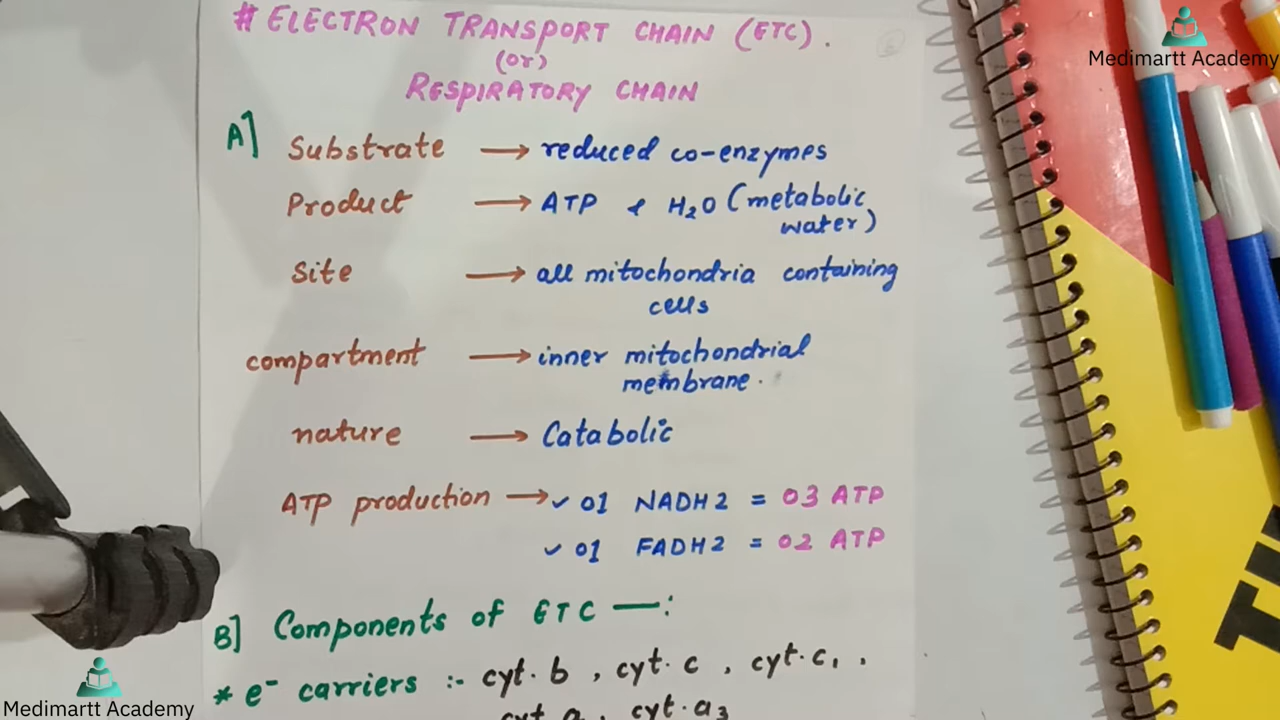 # ELECTRON TRANSPORT CHAIN (ETC).
(or)
RESPIRATORY CHAIN
Medimartt Academy
A] Substrate → reduced co-enzymes
Product → ATP & H₂O (metabolic
water)
Site → all mitochondria containing
cells
compartment → inner mitochondrial
membrane.
nature → Catabolic
ATP production → ✓ 01 NADH2 = 03 ATP
✓ 01 FADH2 = 02 ATP
B] Components of ETC —:
* e⁻ carriers :- cyt. b , cyt. c , cyt. c₁ ,
cyt a, cyt. a₃
Medimartt Academy